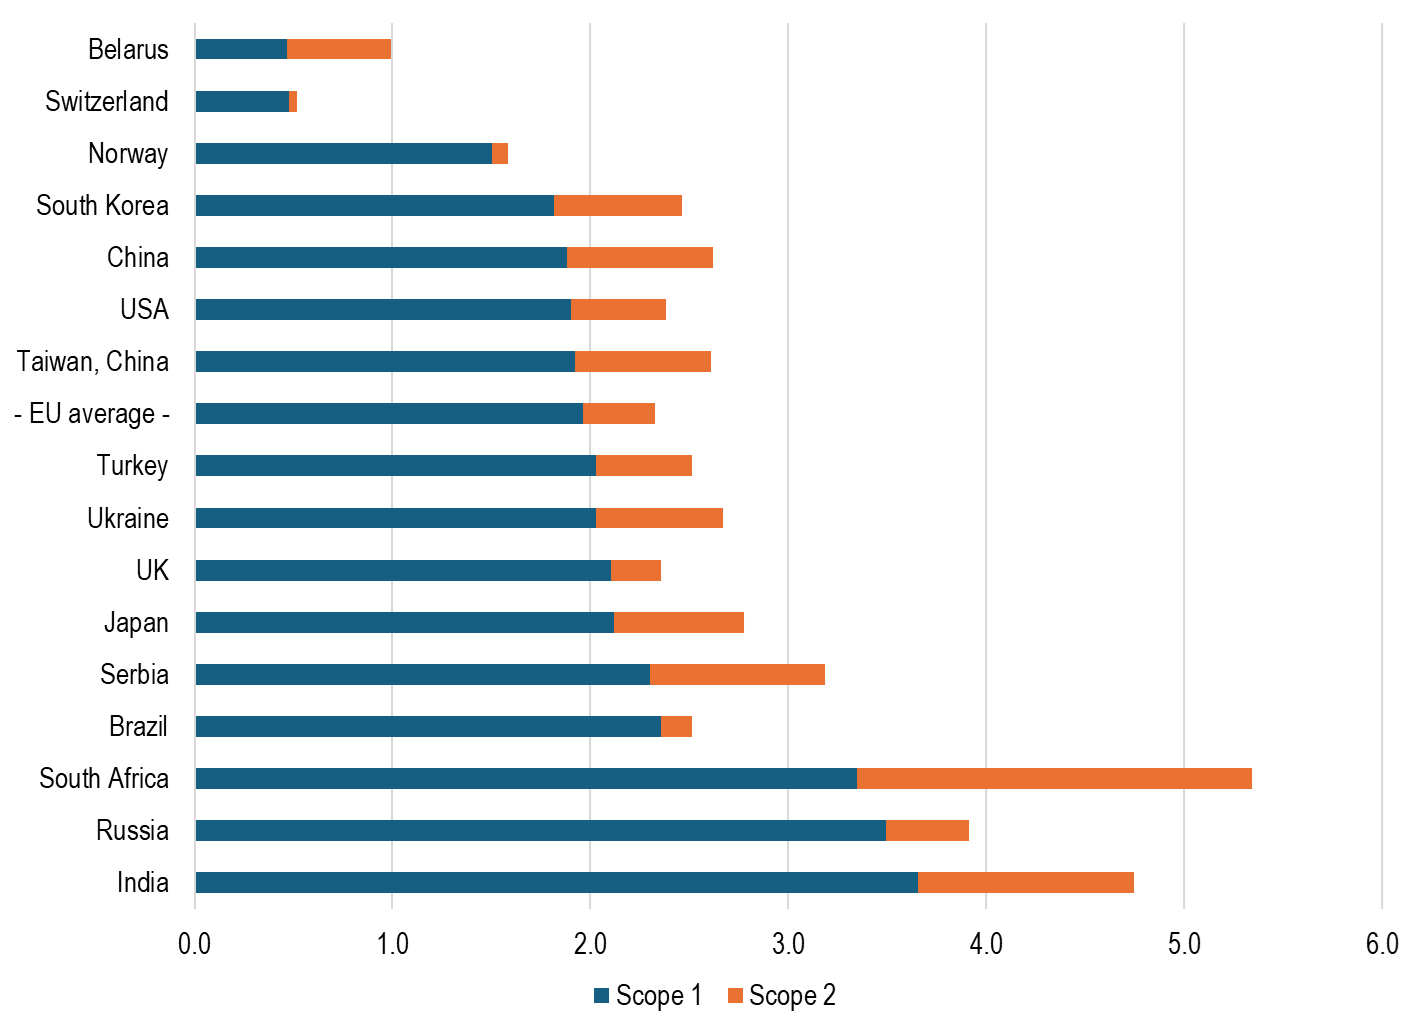 Belarus
Switzerland
Norway
South Korea
China
USA
Taiwan, China
- EU average -
Turkey
Ukraine
UK
Japan
Serbia
Brazil
South Africa
Russia
India
0.0 1.0 2.0 3.0 4.0 5.0 6.0
Scope 1 Scope 2